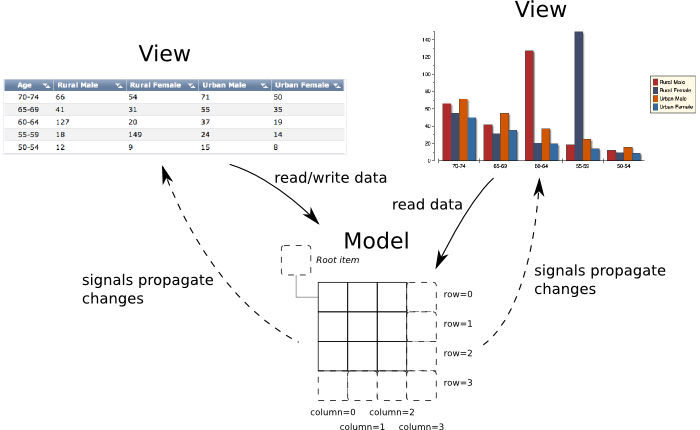 View
View
Age Rural Male Rural Female Urban Male Urban Female
70-74 66 54 71 50
65-69 41 31 55 35
60-64 127 20 37 19
55-59 18 149 24 14
50-54 12 9 15 8
140
120
100
80
60
40
20
0
70-74 65-69 60-64 55-59 50-54
Rural Male
Rural Female
Urban Male
Urban Female
read/write data
read data
Model
Root item
signals propagate
changes
signals propagate
changes
row=0
row=1
row=2
row=3
column=0 column=2
column=1 column=3